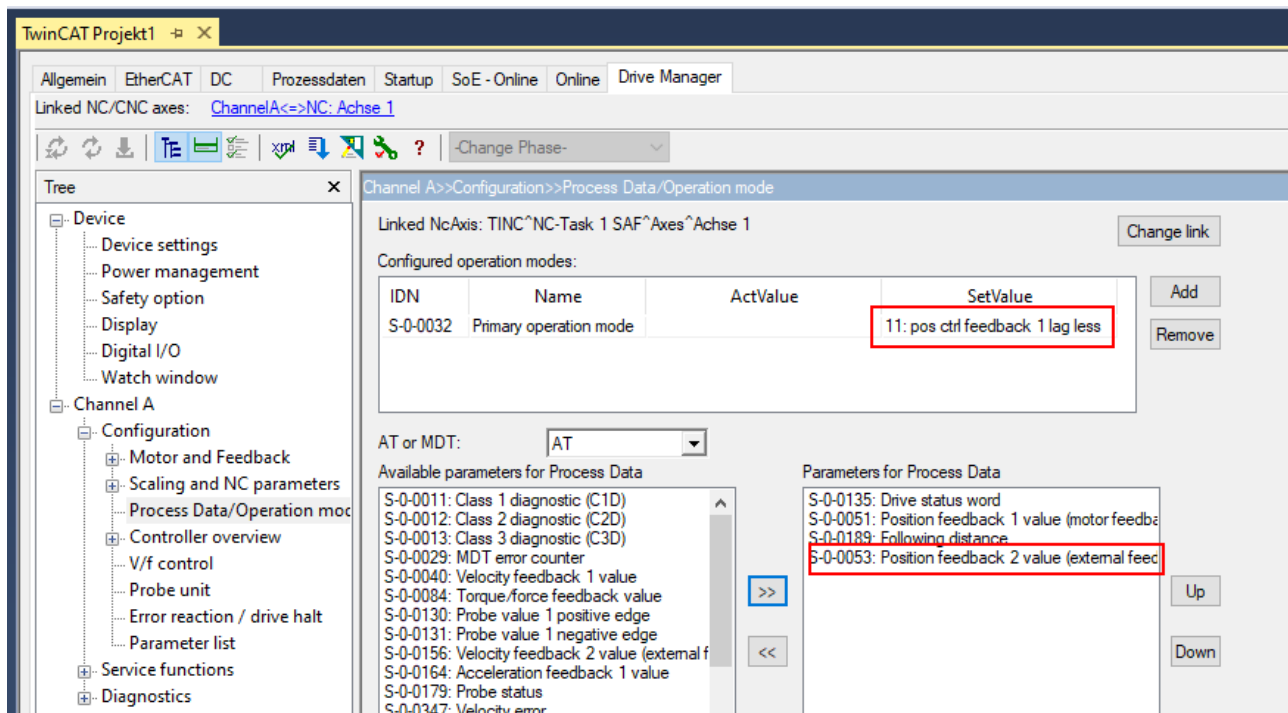 TwinCAT Projekt1
Allgemein EtherCAT DC Prozessdaten Startup SoE - Online Online Drive Manager
Linked NC/CNC axes: ChannelA<=>NC: Achse 1
xml ? -Change Phase-
Tree X
Channel A>>Configuration>>Process Data/Operation mode
Device
Device settings
Power management
Safety option
Display
Digital I/O
Watch window
Channel A
Configuration
Motor and Feedback
Scaling and NC parameters
Process Data/Operation moc
Controller overview
V/f control
Probe unit
Error reaction / drive halt
Parameter list
Service functions
Diagnostics
Linked NcAxis: TINC^NC-Task 1 SAF^Axes^Achse 1
Change link
Configured operation modes:
IDN Name ActValue SetValue
S-0-0032 Primary operation mode 11: pos ctrl feedback 1 lag less
Add
Remove
AT or MDT: AT
Available parameters for Process Data
S-0-0011: Class 1 diagnostic (C1D)
S-0-0012: Class 2 diagnostic (C2D)
S-0-0013: Class 3 diagnostic (C3D)
S-0-0029: MDT error counter
S-0-0040: Velocity feedback 1 value
S-0-0084: Torque/force feedback value
S-0-0130: Probe value 1 positive edge
S-0-0131: Probe value 1 negative edge
S-0-0156: Velocity feedback 2 value (external f
S-0-0164: Acceleration feedback 1 value
S-0-0179: Probe status
S-0-0347: Velocity error
>>
<<
Parameters for Process Data
S-0-0135: Drive status word
S-0-0051: Position feedback 1 value (motor feedba
S-0-0189: Following distance
S-0-0053: Position feedback 2 value (external feec
Up
Down